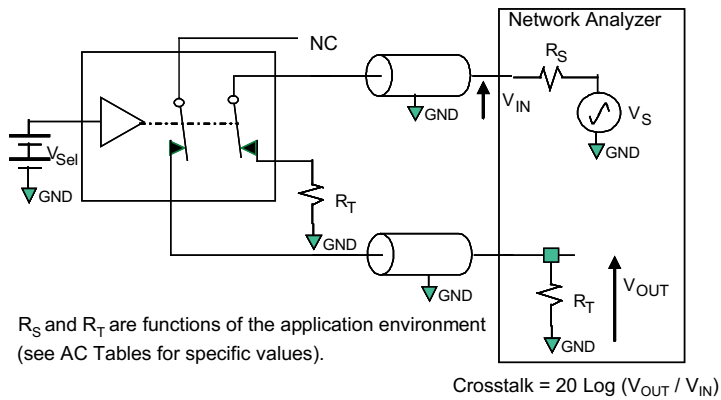 Network Analyzer
NC
R_S
GND
V_IN
V_S
GND
V_Sel
GND
R_T
GND
GND
R_T
V_OUT
GND
R_S and R_T are functions of the application environment
(see AC Tables for specific values).
Crosstalk = 20 Log (V_OUT / V_IN)